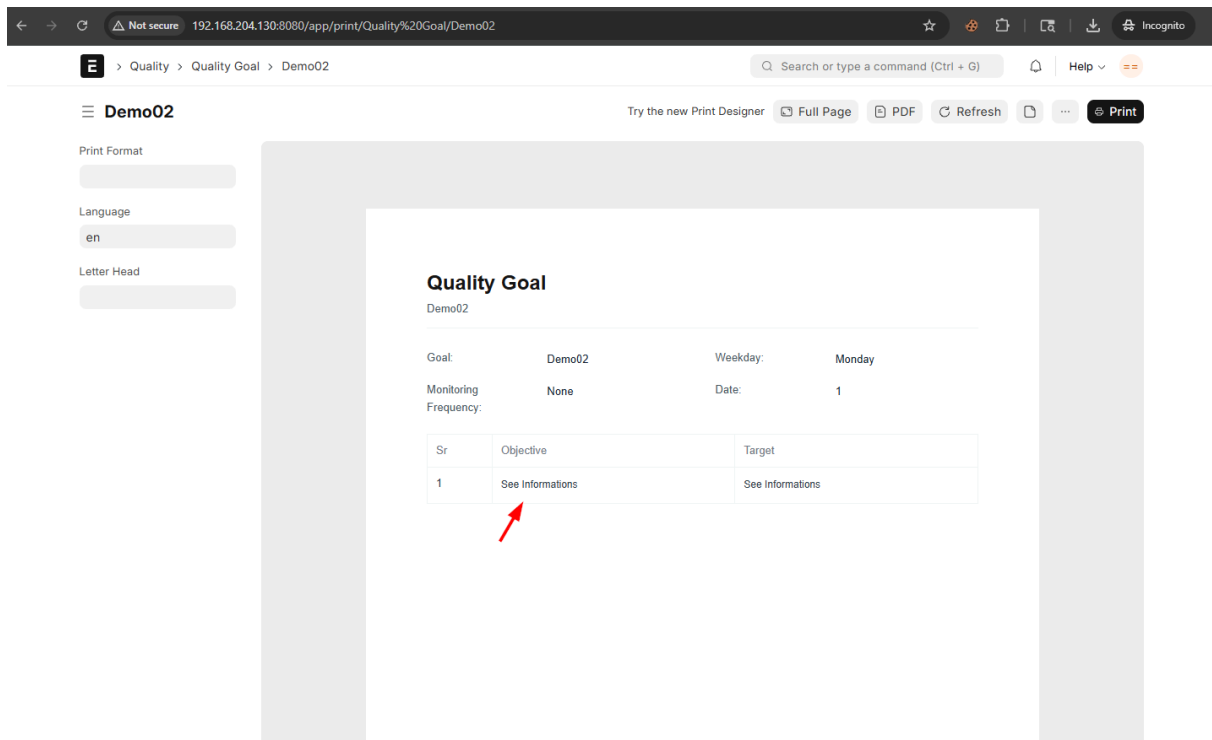 Not secure 192.168.204.130:8080/app/print/Quality%20Goal/Demo02 Incognito
E > Quality > Quality Goal > Demo02 Search or type a command (Ctrl + G) Help ==
Demo02 Try the new Print Designer Full Page PDF Refresh ... Print
Print Format
Language
en
Letter Head
Quality Goal
Demo02
Goal: Demo02 Weekday: Monday
Monitoring Frequency: None Date: 1
Sr Objective Target
1 See Informations See Informations